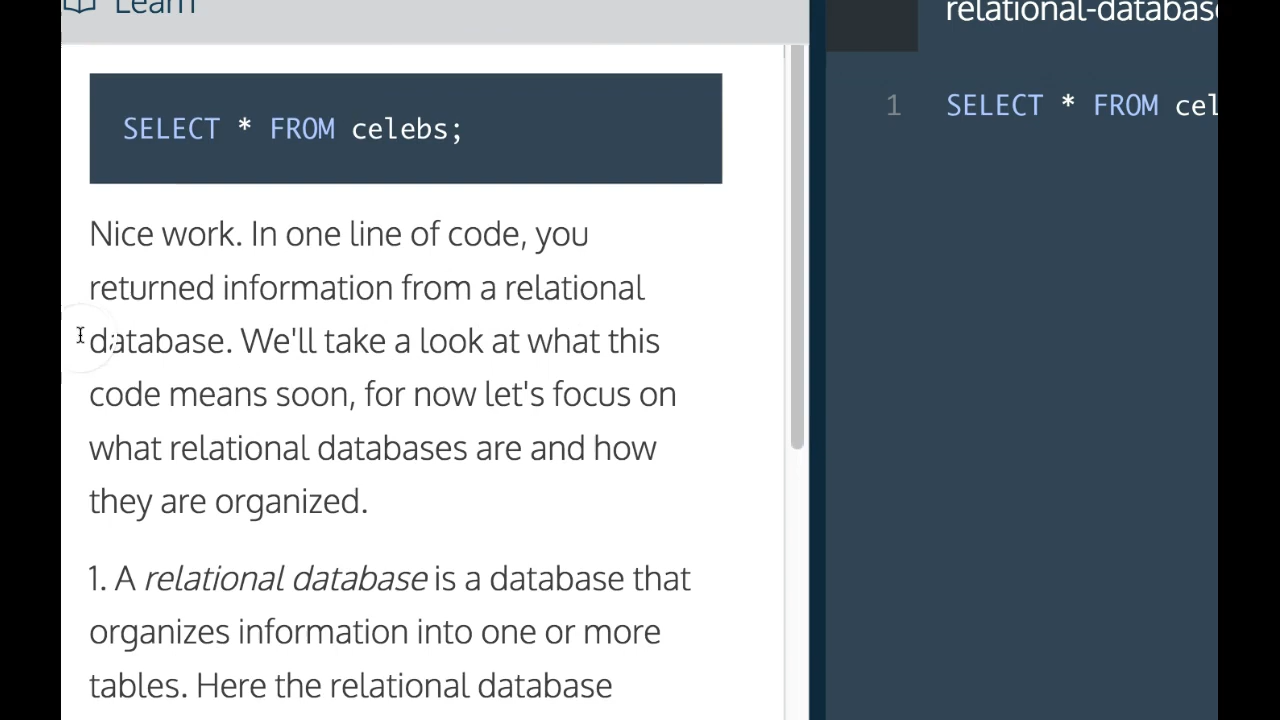 Learn
SELECT * FROM celebs;
Nice work. In one line of code, you
returned information from a relational
database. We'll take a look at what this
code means soon, for now let's focus on
what relational databases are and how
they are organized.
1. A relational database is a database that
organizes information into one or more
tables. Here the relational database
relational-database
1 SELECT * FROM cel